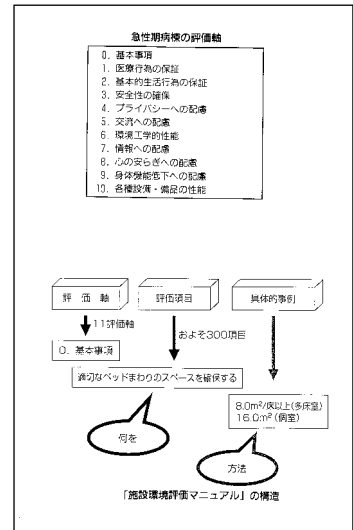 急性期病棟の評価軸
0. 基本事項
1. 医療行為の保証
2. 基本的生活行為の保証
3. 安全性の確保
4. プライバシーへの配慮
5. 交流への配慮
6. 環境工学的性能
7. 情報への配慮
8. 心の安らぎへの配慮
9. 身体機能低下への配慮
10. 各種設備・備品の性能
評価軸
評価項目
具体的事例
11評価軸
およそ300項目
0. 基本事項
適切なベッドまわりのスペースを確保する
8.0m²/床以上(多床室)
16.0m²(個室)
何を
方法
「施設環境評価マニュアル」の構造